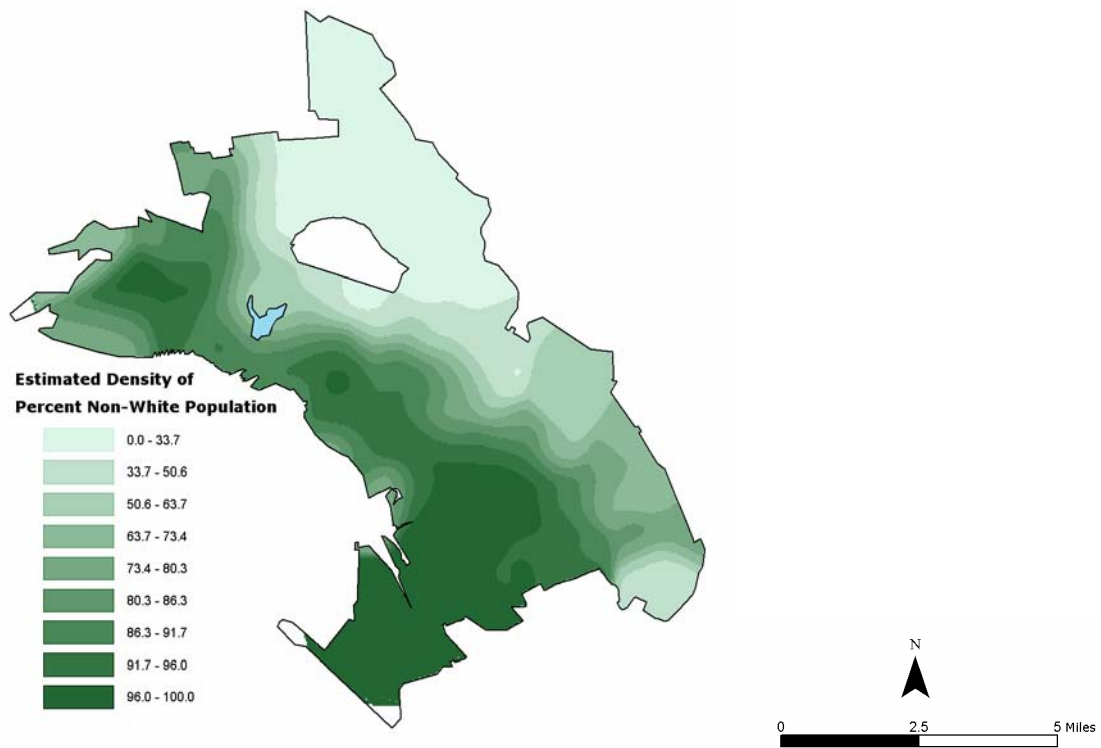 Estimated Density of
Percent Non-White Population
0.0 - 33.7
33.7 - 50.6
50.6 - 63.7
63.7 - 73.4
73.4 - 80.3
80.3 - 86.3
86.3 - 91.7
91.7 - 96.0
96.0 - 100.0
N
0 2.5 5 Miles